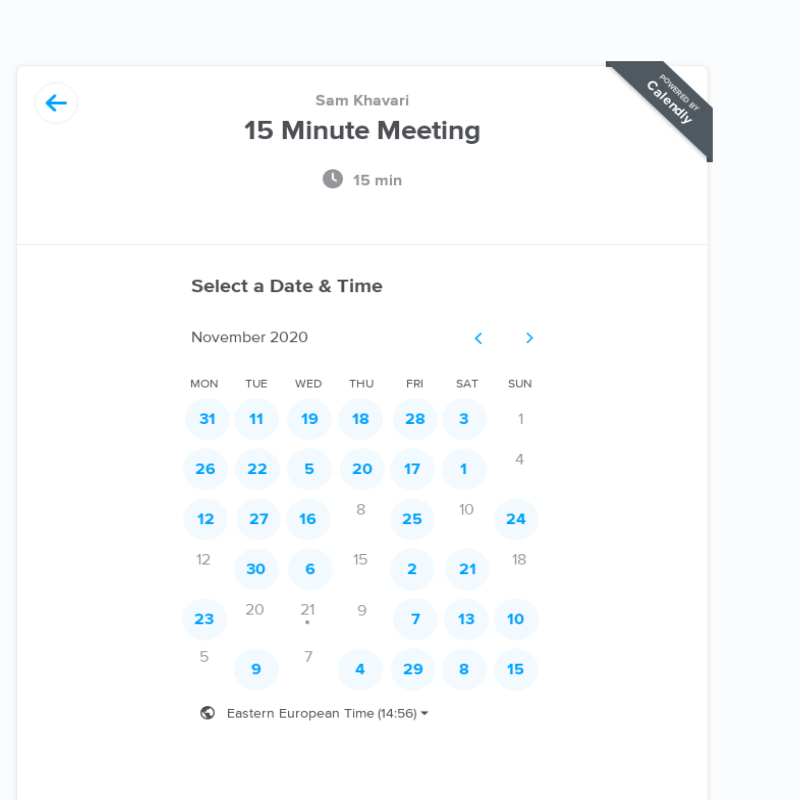 Sam Khavari
15 Minute Meeting
15 min
POWERED BY
Calendly
Select a Date & Time
November 2020
MON TUE WED THU FRI SAT SUN
31 11 19 18 28 3 1
26 22 5 20 17 1 4
12 27 16 8 25 10 24
12 30 6 15 2 21 18
23 20 21 9 7 13 10
5 9 7 4 29 8 15
Eastern European Time (14:56)